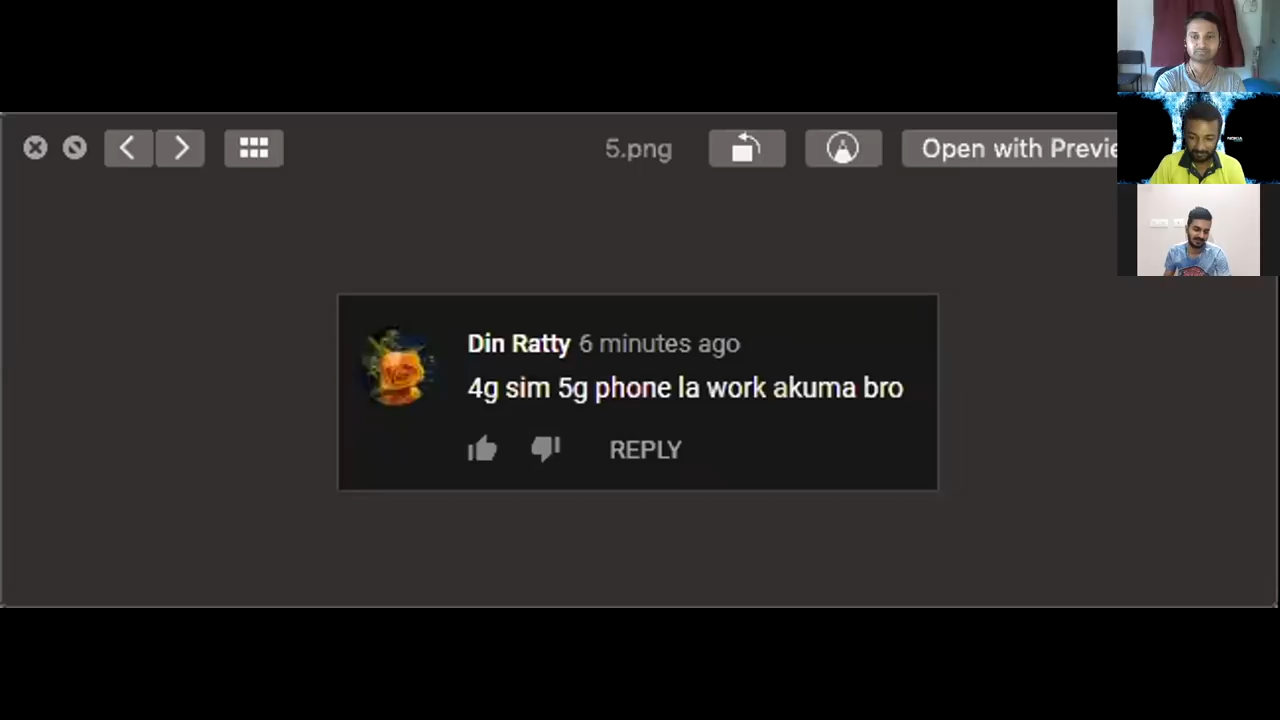 5.png
Open with Previe
Din Ratty 6 minutes ago
4g sim 5g phone la work akuma bro
REPLY
NOKIA